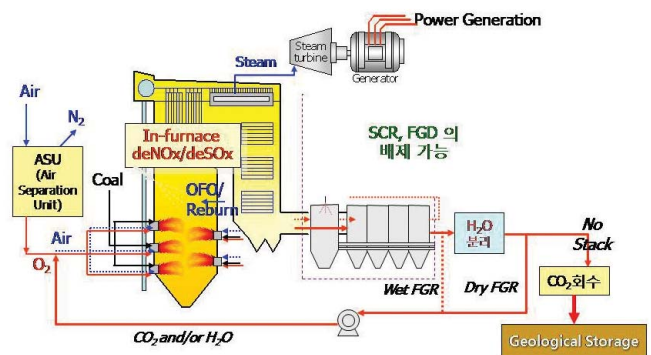 Power Generation
Steam
turbine
Generator
Steam
Air
N2
ASU
(Air
Separation
Unit)
In-furnace
deNOx/deSOx
SCR, FGD 의
배제 가능
Coal
OFO/
Reburn
Air
O2
H2O
분리
No
Stack
CO2회수
Wet FGR
Dry FGR
CO2 and/or H2O
Geological Storage